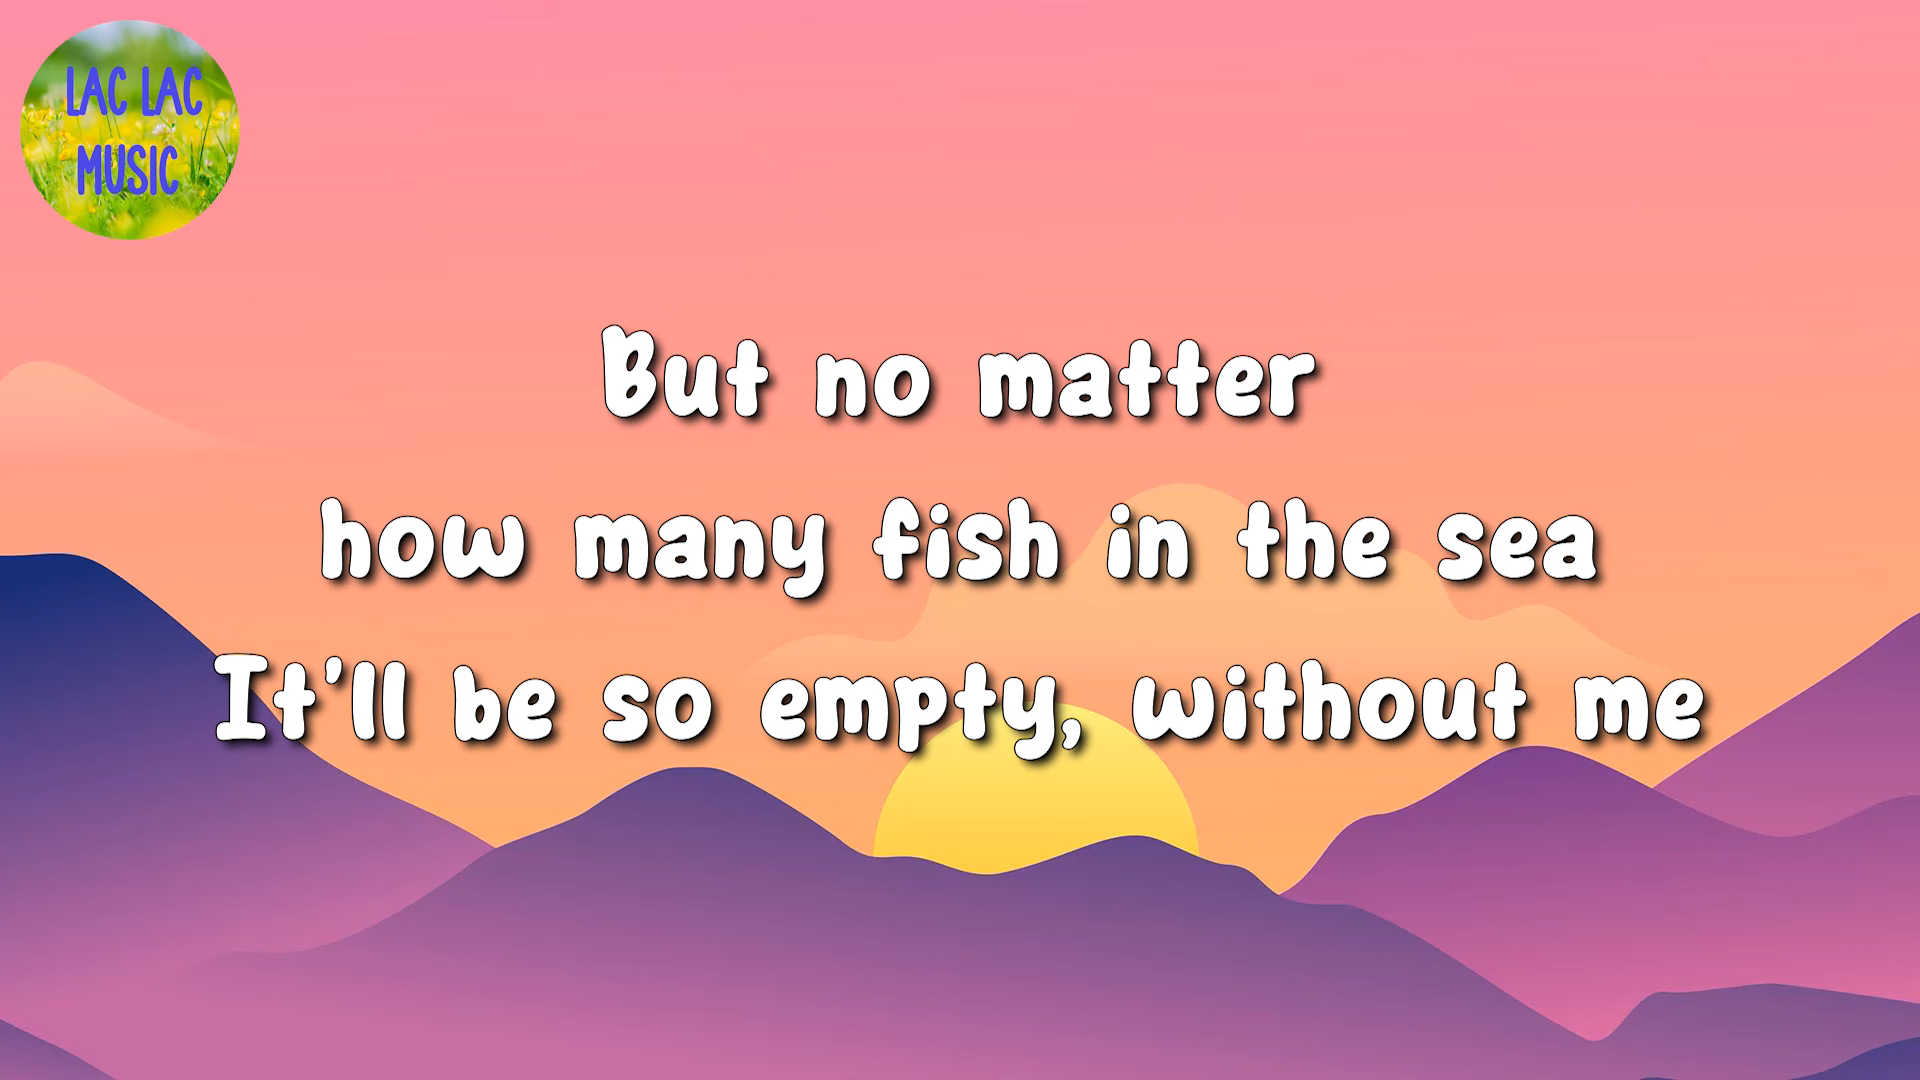 LAC LAC
MUSIC
But no matter
how many fish in the sea
It'll be so empty, without me